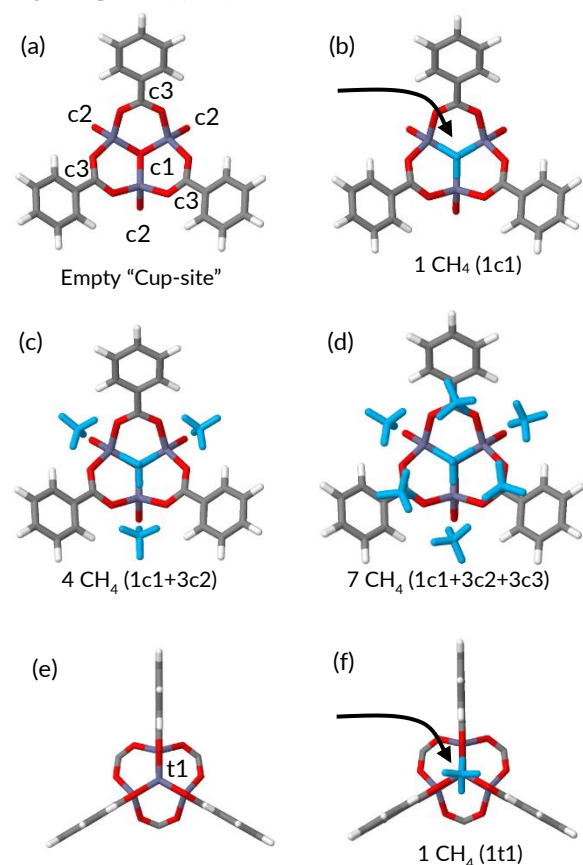 (a)
(b)
c3
c2
c2
c3
c1
c3
c2
Empty “Cup-site”
1 CH₄ (1c1)
(c)
(d)
4 CH₄ (1c1+3c2)
7 CH₄ (1c1+3c2+3c3)
(e)
(f)
t1
1 CH₄ (1t1)